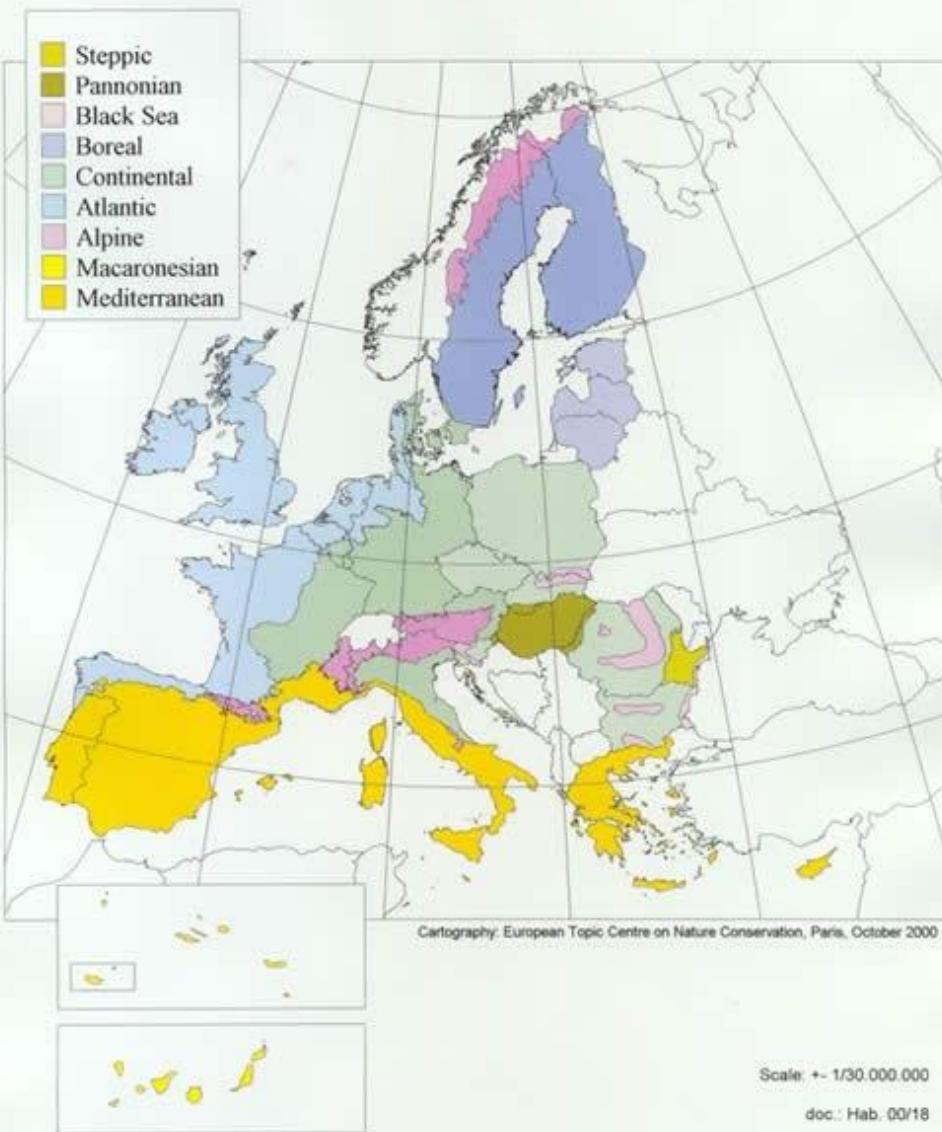 Steppic
Pannonian
Black Sea
Boreal
Continental
Atlantic
Alpine
Macaronesian
Mediterranean
Cartography: European Topic Centre on Nature Conservation, Paris, October 2000
Scale: +- 1/30.000.000
doc.: Hab. 00/18